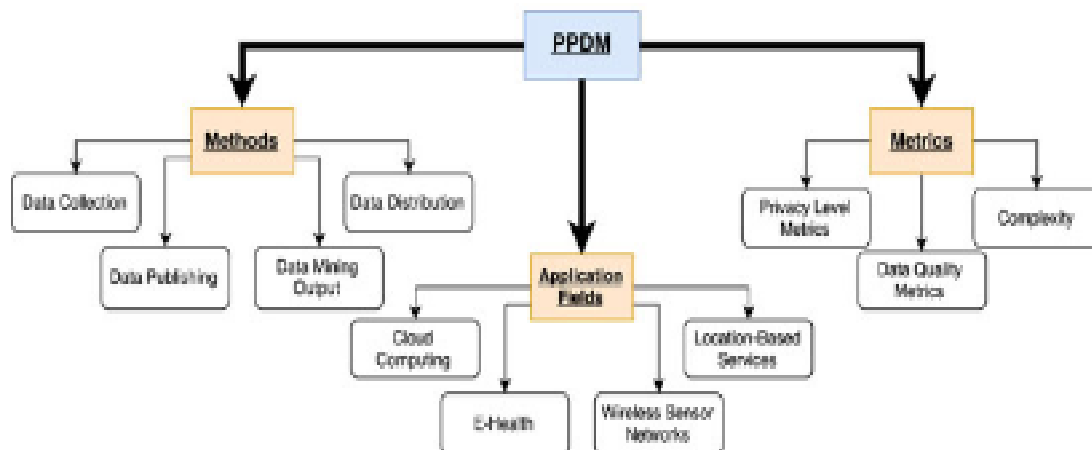 PPDM
Methods
Metrics
Data Collection
Data Distribution
Privacy Level
Metrics
Complexity
Data Publishing
Data Mining
Output
Data Quality
Metrics
Application
Fields
Cloud
Computing
Location-Based
Services
E-Health
Wireless Sensor
Networks